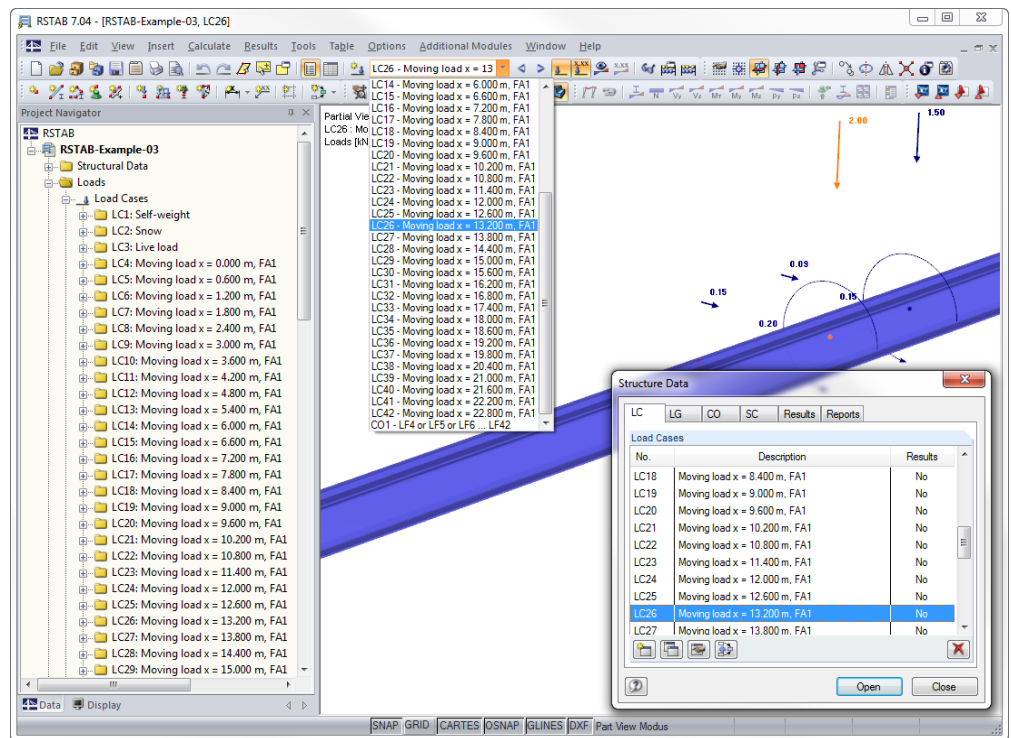 RSTAB 7.04 - [RSTAB-Example-03, LC26]
File Edit View Insert Calculate Results Tools Table Options Additional Modules Window Help
LC26 - Moving load x = 13
Project Navigator
RSTAB
RSTAB-Example-03
Structural Data
Loads
Load Cases
LC1: Self-weight
LC2: Snow
LC3: Live load
LC4: Moving load x = 0.000 m, FA1
LC5: Moving load x = 0.600 m, FA1
LC6: Moving load x = 1.200 m, FA1
LC7: Moving load x = 1.800 m, FA1
LC8: Moving load x = 2.400 m, FA1
LC9: Moving load x = 3.000 m, FA1
LC10: Moving load x = 3.600 m, FA1
LC11: Moving load x = 4.200 m, FA1
LC12: Moving load x = 4.800 m, FA1
LC13: Moving load x = 5.400 m, FA1
LC14: Moving load x = 6.000 m, FA1
LC15: Moving load x = 6.600 m, FA1
LC16: Moving load x = 7.200 m, FA1
LC17: Moving load x = 7.800 m, FA1
LC18: Moving load x = 8.400 m, FA1
LC19: Moving load x = 9.000 m, FA1
LC20: Moving load x = 9.600 m, FA1
LC21: Moving load x = 10.200 m, FA1
LC22: Moving load x = 10.800 m, FA1
LC23: Moving load x = 11.400 m, FA1
LC24: Moving load x = 12.000 m, FA1
LC25: Moving load x = 12.600 m, FA1
LC26: Moving load x = 13.200 m, FA1
LC27: Moving load x = 13.800 m, FA1
LC28: Moving load x = 14.400 m, FA1
LC29: Moving load x = 15.000 m, FA1
Data Display
Partial Vie
LC26 : Mo
Loads [kN
LC14 - Moving load x = 6.000 m, FA1
LC15 - Moving load x = 6.600 m, FA1
LC16 - Moving load x = 7.200 m, FA1
LC17 - Moving load x = 7.800 m, FA1
LC18 - Moving load x = 8.400 m, FA1
LC19 - Moving load x = 9.000 m, FA1
LC20 - Moving load x = 9.600 m, FA1
LC21 - Moving load x = 10.200 m, FA1
LC22 - Moving load x = 10.800 m, FA1
LC23 - Moving load x = 11.400 m, FA1
LC24 - Moving load x = 12.000 m, FA1
LC25 - Moving load x = 12.600 m, FA1
LC26 - Moving load x = 13.200 m, FA1
LC27 - Moving load x = 13.800 m, FA1
LC28 - Moving load x = 14.400 m, FA1
LC29 - Moving load x = 15.000 m, FA1
LC30 - Moving load x = 15.600 m, FA1
LC31 - Moving load x = 16.200 m, FA1
LC32 - Moving load x = 16.800 m, FA1
LC33 - Moving load x = 17.400 m, FA1
LC34 - Moving load x = 18.000 m, FA1
LC35 - Moving load x = 18.600 m, FA1
LC36 - Moving load x = 19.200 m, FA1
LC37 - Moving load x = 19.800 m, FA1
LC38 - Moving load x = 20.400 m, FA1
LC39 - Moving load x = 21.000 m, FA1
LC40 - Moving load x = 21.600 m, FA1
LC41 - Moving load x = 22.200 m, FA1
LC42 - Moving load x = 22.800 m, FA1
CO1 - LF4 or LF5 or LF6 ... LF42
2.00
1.50
0.09
0.15
0.15
0.20
Structure Data
LC LG CO SC Results Reports
Load Cases
No. Description Results
LC18 Moving load x = 8.400 m, FA1 No
LC19 Moving load x = 9.000 m, FA1 No
LC20 Moving load x = 9.600 m, FA1 No
LC21 Moving load x = 10.200 m, FA1 No
LC22 Moving load x = 10.800 m, FA1 No
LC23 Moving load x = 11.400 m, FA1 No
LC24 Moving load x = 12.000 m, FA1 No
LC25 Moving load x = 12.600 m, FA1 No
LC26 Moving load x = 13.200 m, FA1 No
LC27 Moving load x = 13.800 m, FA1 No
Open Close
SNAP GRID CARTES OSNAP GLINES DXF Part View Modus